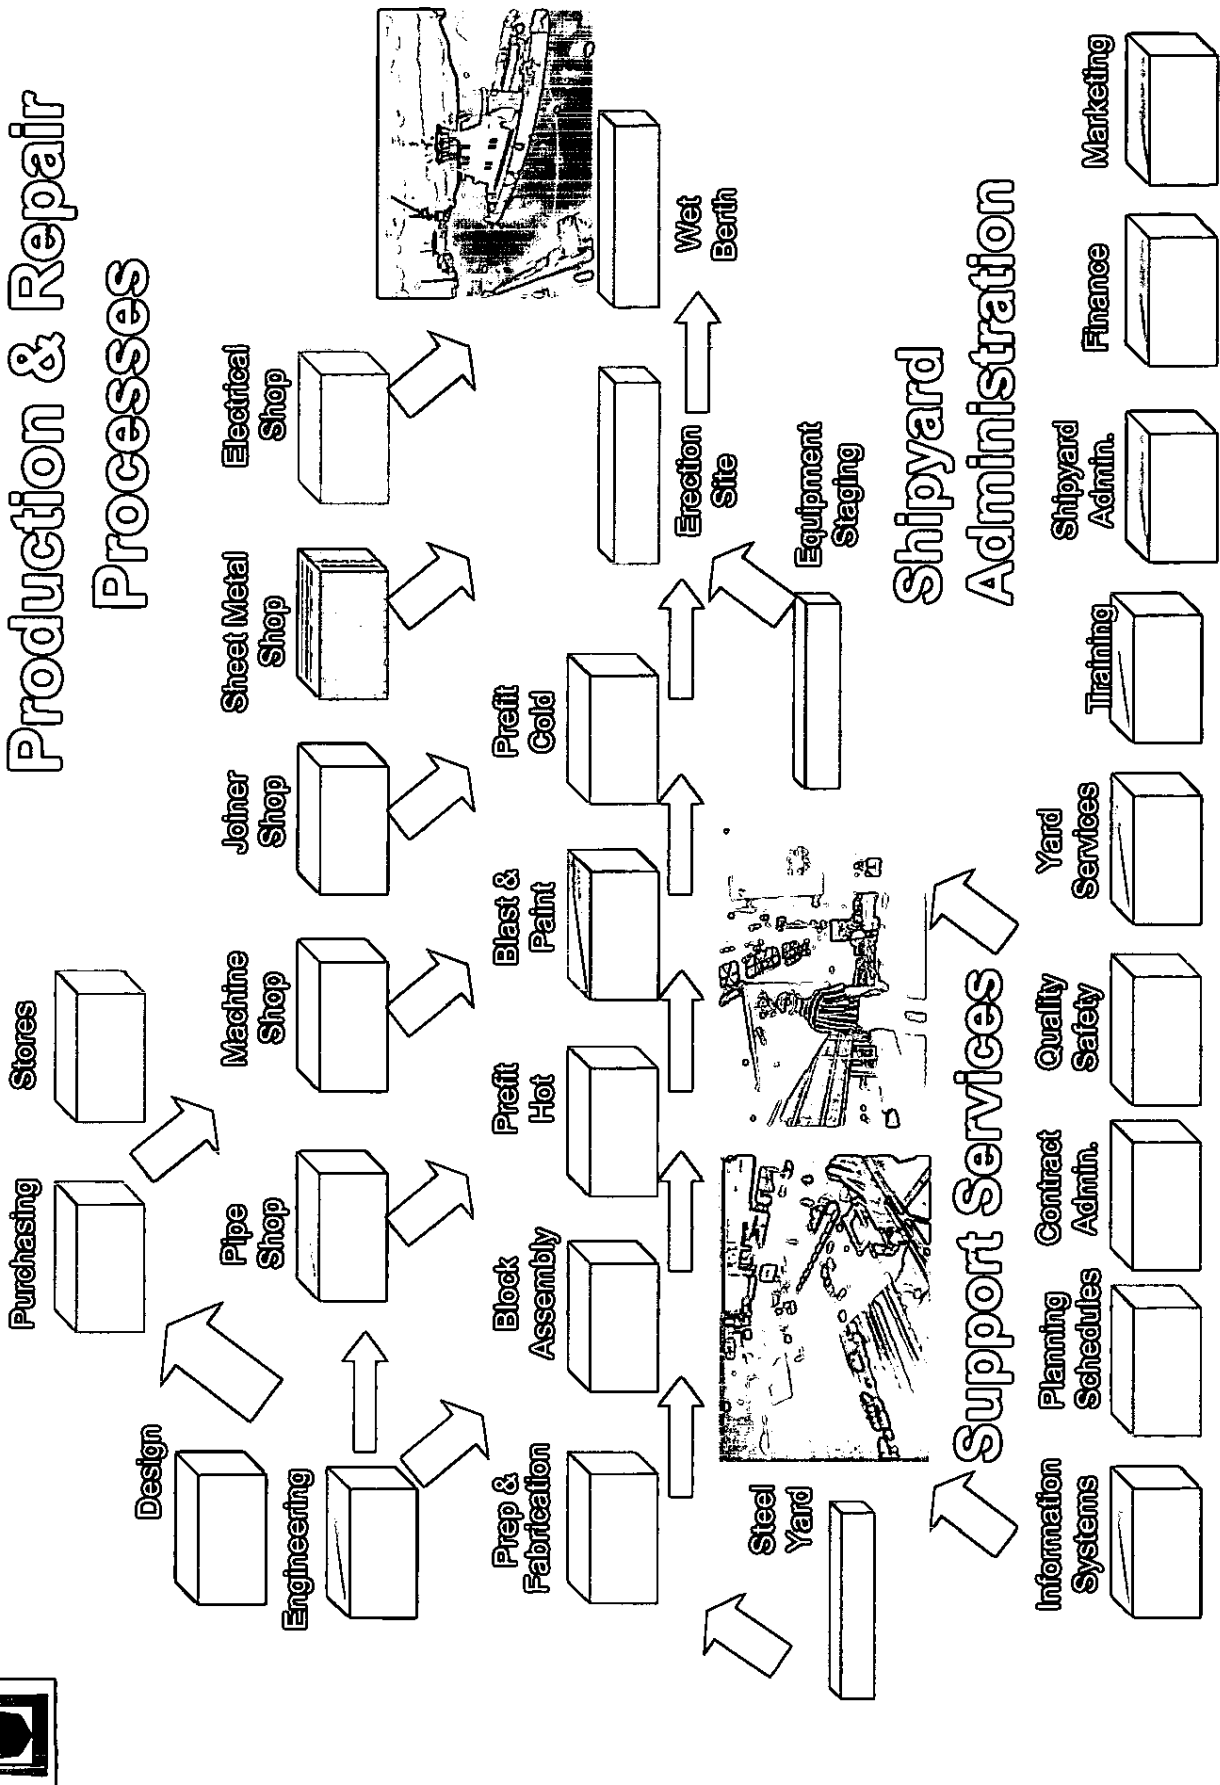 Production & Repair
Processes
Purchasing
Stores
Design
Engineering
Pipe
Shop
Machine
Shop
Joiner
Shop
Sheet Metal
Shop
Electrical
Shop
Prep &
Fabrication
Block
Assembly
Prefit
Hot
Blast &
Paint
Prefit
Cold
Erection
Site
Wet
Berth
Steel
Yard
Equipment
Staging
Support Services
Shipyard
Administration
Information
Systems
Planning
Schedules
Contract
Admin.
Quality
Safety
Yard
Services
Training
Shipyard
Admin.
Finance
Marketing